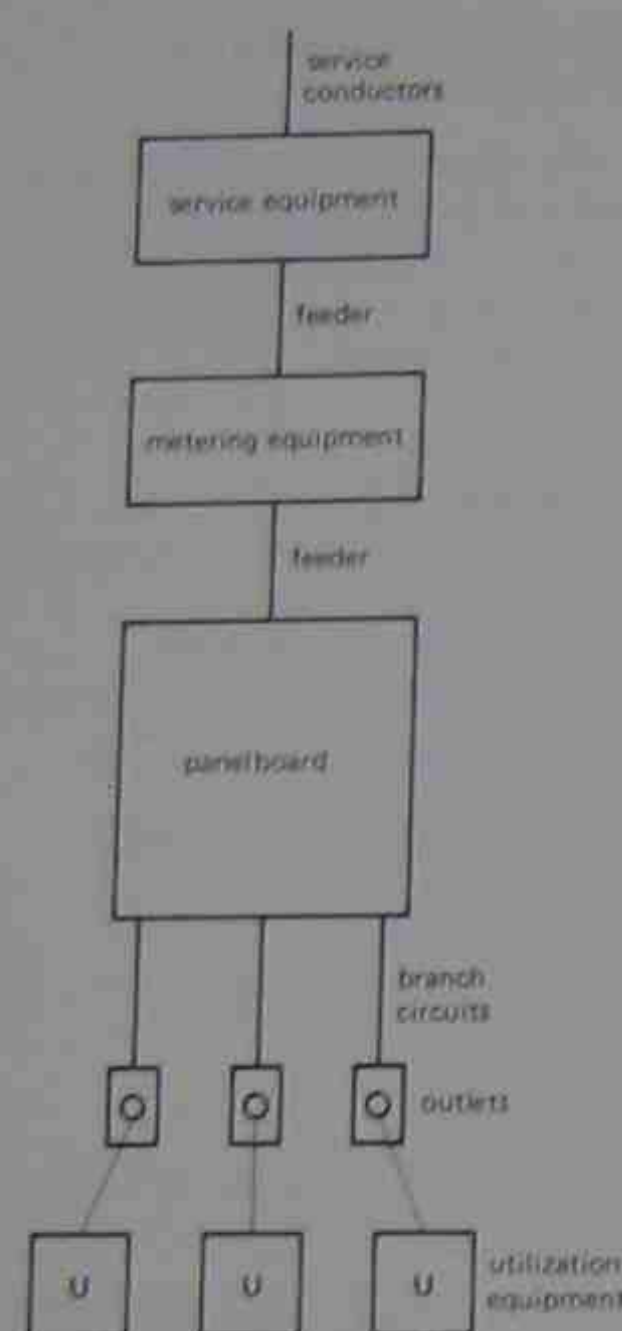 service
conductors
service equipment
feeder
metering equipment
feeder
panelboard
branch
circuits
outlets
U U U
utilization
equipment